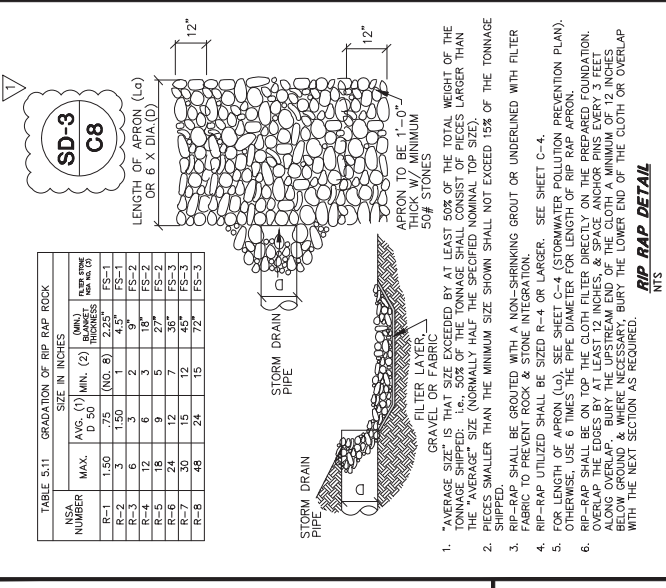 1
SD-3
C8
TABLE 5.11 GRADATION OF RIP RAP ROCK
NSA NUMBER
SIZE IN INCHES
MAX. AVG. (1) D 50 MIN. (2) (MIN.) BLANKET THICKNESS FILTER STONE NSA NO. (3)
R-1 1.50 .75 (NO. 8) 2.25" FS-1
R-2 3 1.50 1 4.5" FS-1
R-3 6 3 2 9" FS-2
R-4 12 6 3 18" FS-2
R-5 18 9 5 27" FS-2
R-6 24 12 7 36" FS-3
R-7 30 15 12 45" FS-3
R-8 48 24 15 72" FS-3
LENGTH OF APRON (La)
OR 6 X DIA.(D)
12"
12"
D
STORM DRAIN
PIPE
APRON TO BE 1'-0"
THICK W/ MINIMUM
50# STONES
STORM DRAIN
PIPE
D
FILTER LAYER,
GRAVEL OR FABRIC
1. "AVERAGE SIZE" IS THAT SIZE EXCEEDED BY AT LEAST 50% OF THE TOTAL WEIGHT OF THE
TONNAGE SHIPPED: i.e., 50% OF THE TONNAGE SHALL CONSIST OF PIECES LARGER THAN
THE "AVERAGE" SIZE (NORMALLY HALF THE SPECIFIED NOMINAL TOP SIZE).
2. PIECES SMALLER THAN THE MINIMUM SIZE SHOWN SHALL NOT EXCEED 15% OF THE TONNAGE
SHIPPED.
3. RIP-RAP SHALL BE GROUTED WITH A NON-SHRINKING GROUT OR UNDERLINED WITH FILTER
FABRIC TO PREVENT ROCK & STONE INTEGRATION.
4. RIP-RAP UTILIZED SHALL BE SIZED R-4 OR LARGER. SEE SHEET C-4.
5. FOR LENGTH OF APRON (La), SEE SHEET C-4 (STORMWATER POLLUTION PREVENTION PLAN).
OTHERWISE, USE 6 TIMES THE PIPE DIAMETER FOR LENGTH OF RIP RAP APRON.
6. RIP-RAP SHALL BE ON TOP THE CLOTH FILTER DIRECTLY ON THE PREPARED FOUNDATION.
OVERLAP THE EDGES BY AT LEAST 12 INCHES, & SPACE ANCHOR PINS EVERY 3 FEET
ALONG OVERLAP. BURY THE UPSTREAM END OF THE CLOTH A MINIMUM OF 12 INCHES
BELOW GROUND & WHERE NECESSARY, BURY THE LOWER END OF THE CLOTH OR OVERLAP
WITH THE NEXT SECTION AS REQUIRED.
RIP RAP DETAIL
NTS